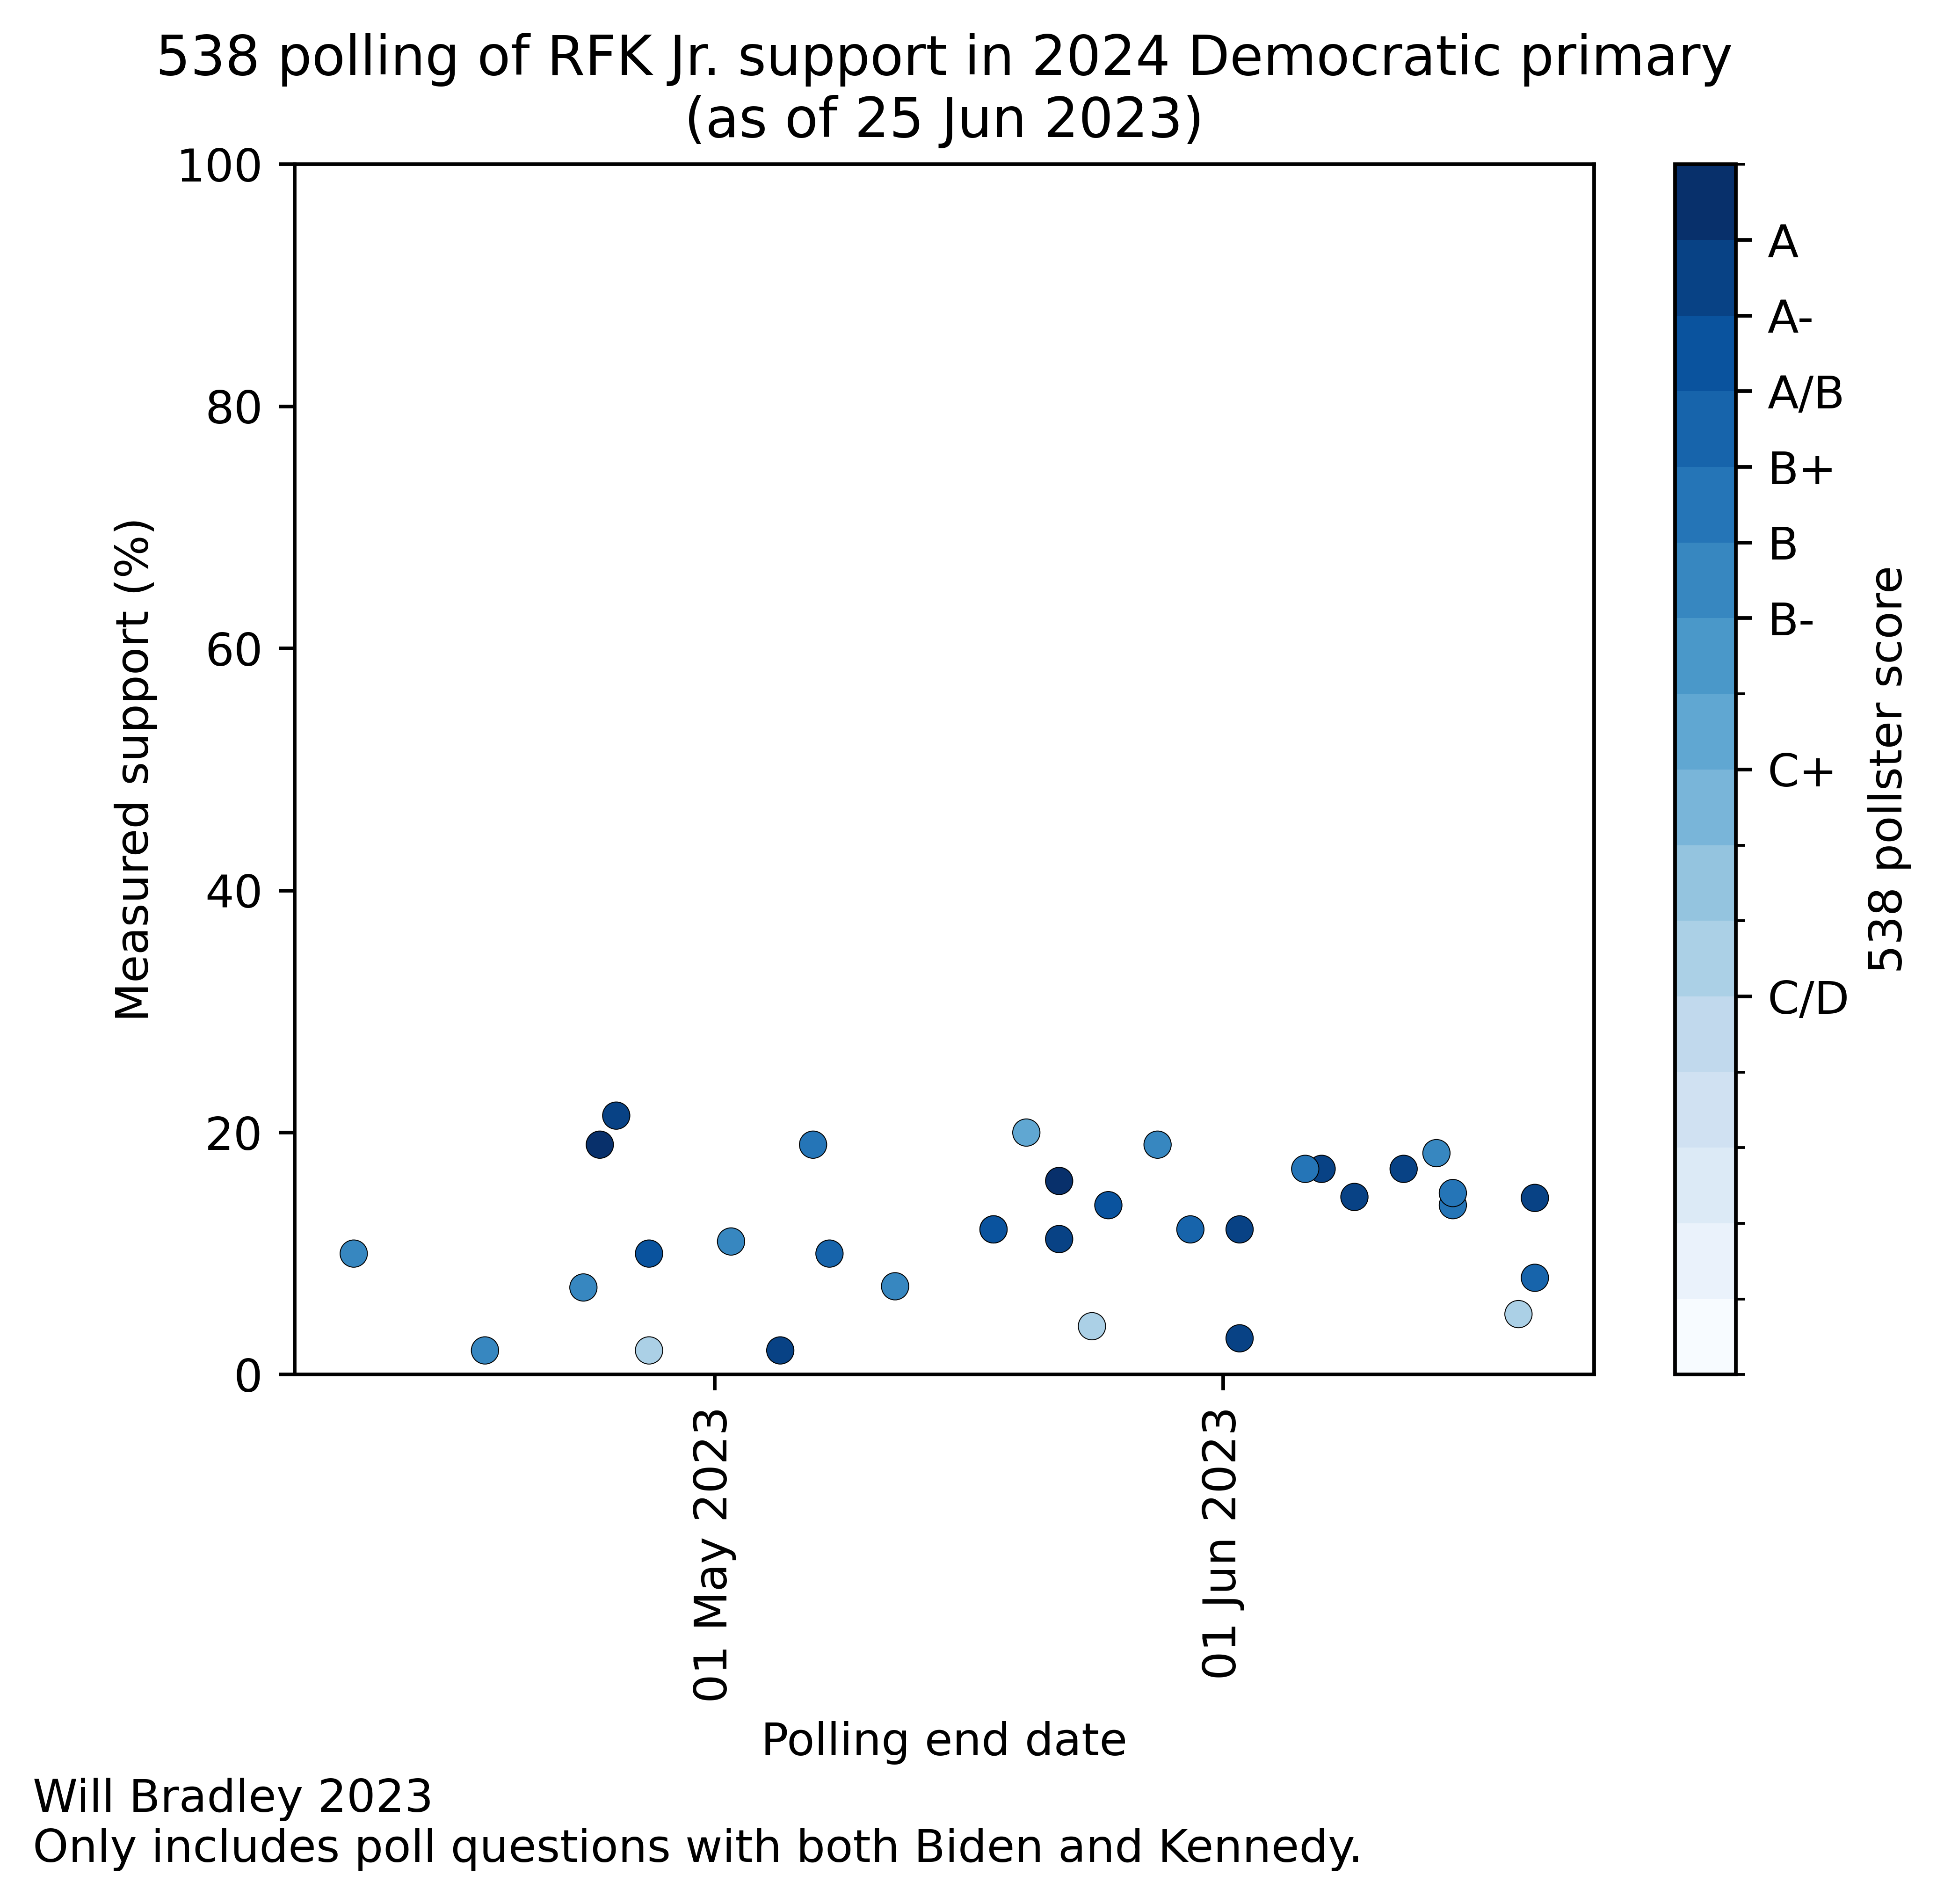 538 polling of RFK Jr. support in 2024 Democratic primary
(as of 25 Jun 2023)
100
80
60
40
20
0
Measured support (%)
01 May 2023
01 Jun 2023
Polling end date
A
A-
A/B
B+
B
B-
C+
C/D
538 pollster score
Will Bradley 2023
Only includes poll questions with both Biden and Kennedy.